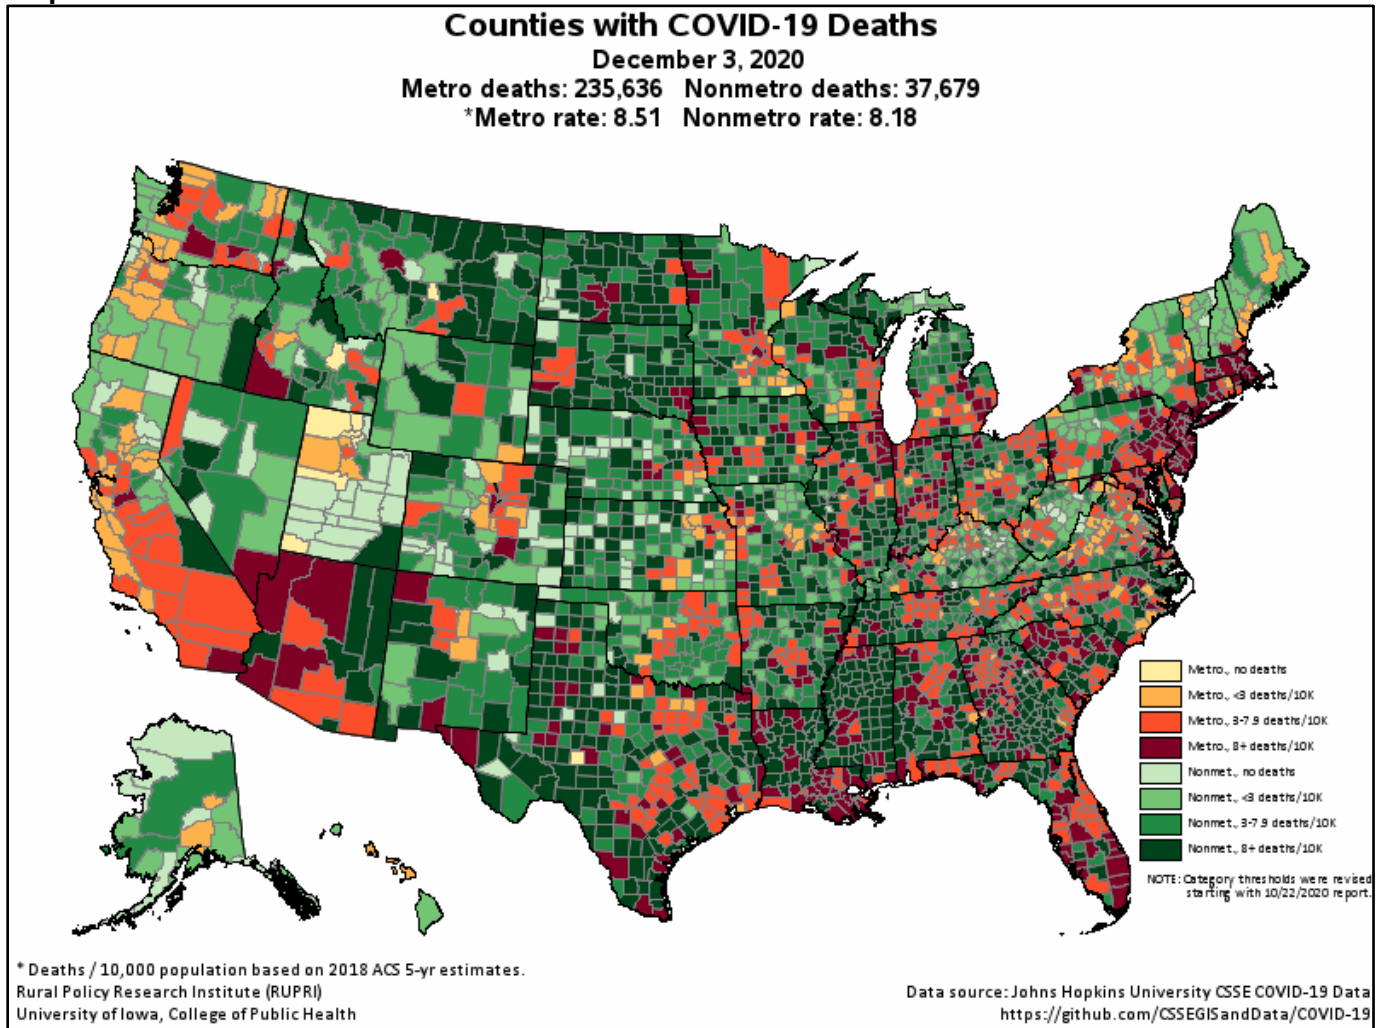 Counties with COVID-19 Deaths
December 3, 2020
Metro deaths: 235,636   Nonmetro deaths: 37,679
*Metro rate: 8.51   Nonmetro rate: 8.18
Metro., no deaths
Metro., <3 deaths/10K
Metro., 3-7.9 deaths/10K
Metro., 8+ deaths/10K
Nonmet., no deaths
Nonmet., <3 deaths/10K
Nonmet., 3-7.9 deaths/10K
Nonmet., 8+ deaths/10K
NOTE: Category thresholds were revised
starting with 10/22/2020 report.
* Deaths / 10,000 population based on 2018 ACS 5-yr estimates.
Rural Policy Research Institute (RUPRI)
University of Iowa, College of Public Health
Data source: Johns Hopkins University CSSE COVID-19 Data
https://github.com/CSSEGISandData/COVID-19